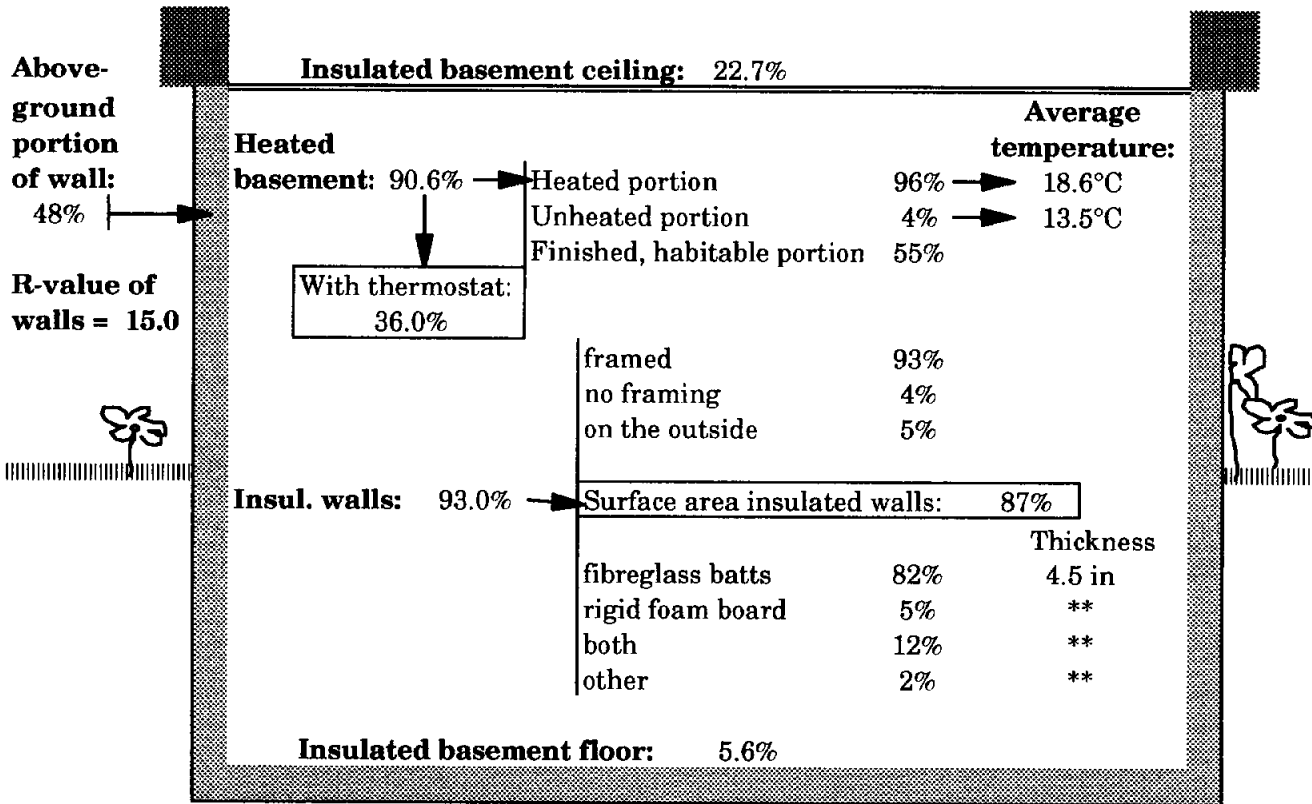 Above-
ground
portion
of wall:
48%
R-value of
walls = 15.0
Insulated basement ceiling: 22.7%
Average
temperature:
Heated
basement: 90.6%
Heated portion 96% 18.6°C
Unheated portion 4% 13.5°C
Finished, habitable portion 55%
With thermostat:
36.0%
framed 93%
no framing 4%
on the outside 5%
Insul. walls: 93.0%
Surface area insulated walls: 87%
Thickness
fibreglass batts 82% 4.5 in
rigid foam board 5% **
both 12% **
other 2% **
Insulated basement floor: 5.6%